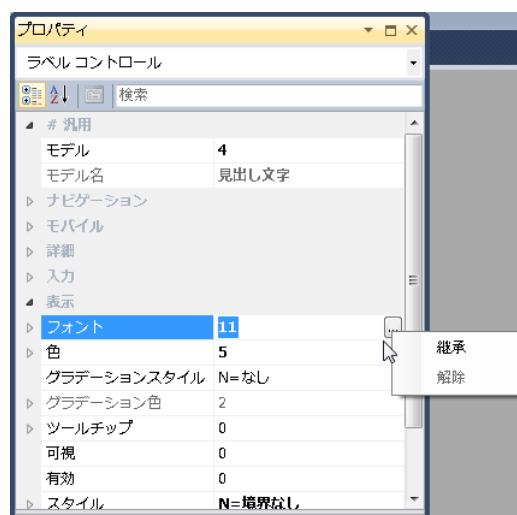 プロパティ
ラベル コントロール
検索
# 汎用
モデル 4
モデル名 見出し文字
ナビゲーション
モバイル
詳細
入力
表示
フォント 11 ...
色 5
グラデーションスタイル N=なし
グラデーション色 2
ツールチップ 0
可視 0
有効 0
スタイル N=境界なし
継承
解除